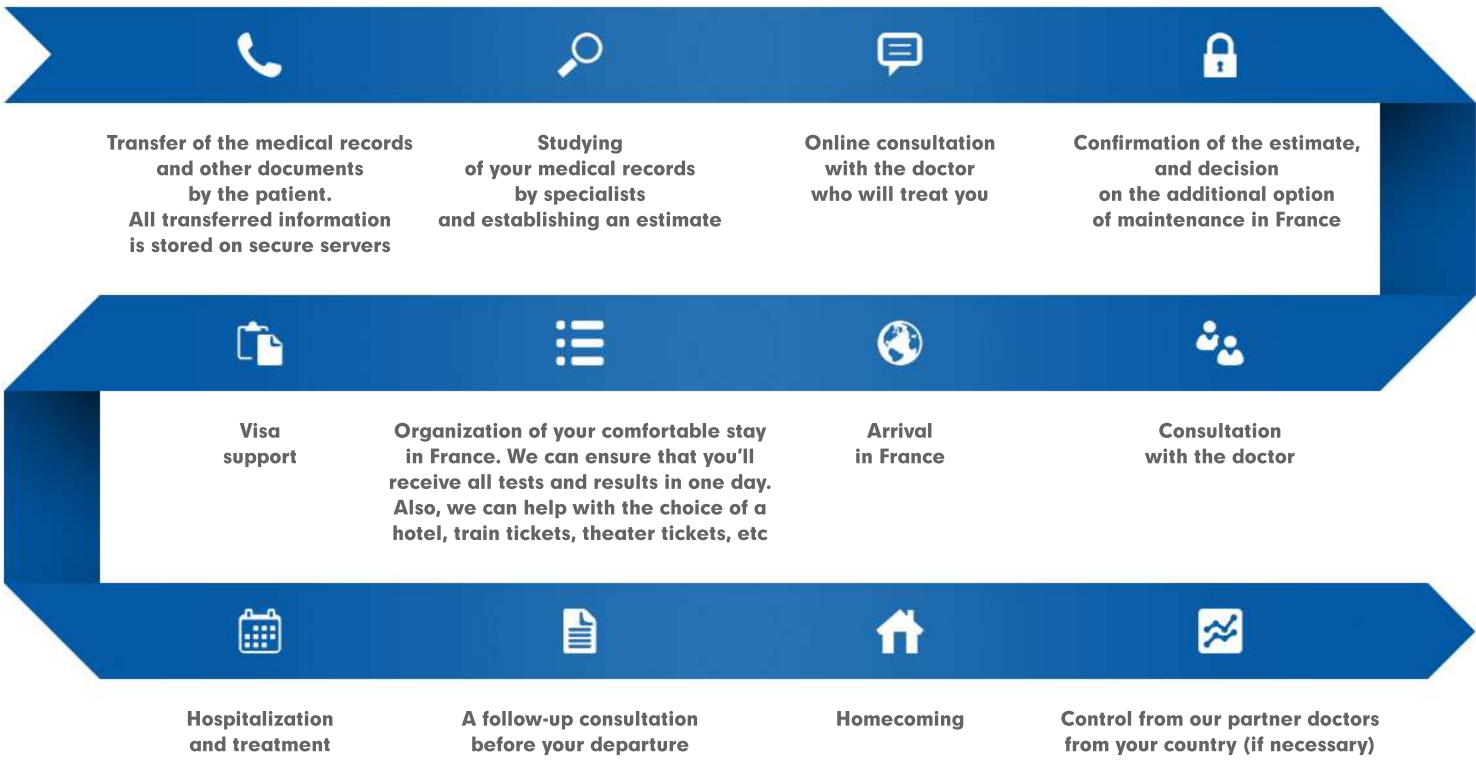 Transfer of the medical records
and other documents
by the patient.
All transferred information
is stored on secure servers
Studying
of your medical records
by specialists
and establishing an estimate
Online consultation
with the doctor
who will treat you
Confirmation of the estimate,
and decision
on the additional option
of maintenance in France
Visa
support
Organization of your comfortable stay
in France. We can ensure that you'll
receive all tests and results in one day.
Also, we can help with the choice of a
hotel, train tickets, theater tickets, etc
Arrival
in France
Consultation
with the doctor
Hospitalization
and treatment
A follow-up consultation
before your departure
Homecoming
Control from our partner doctors
from your country (if necessary)